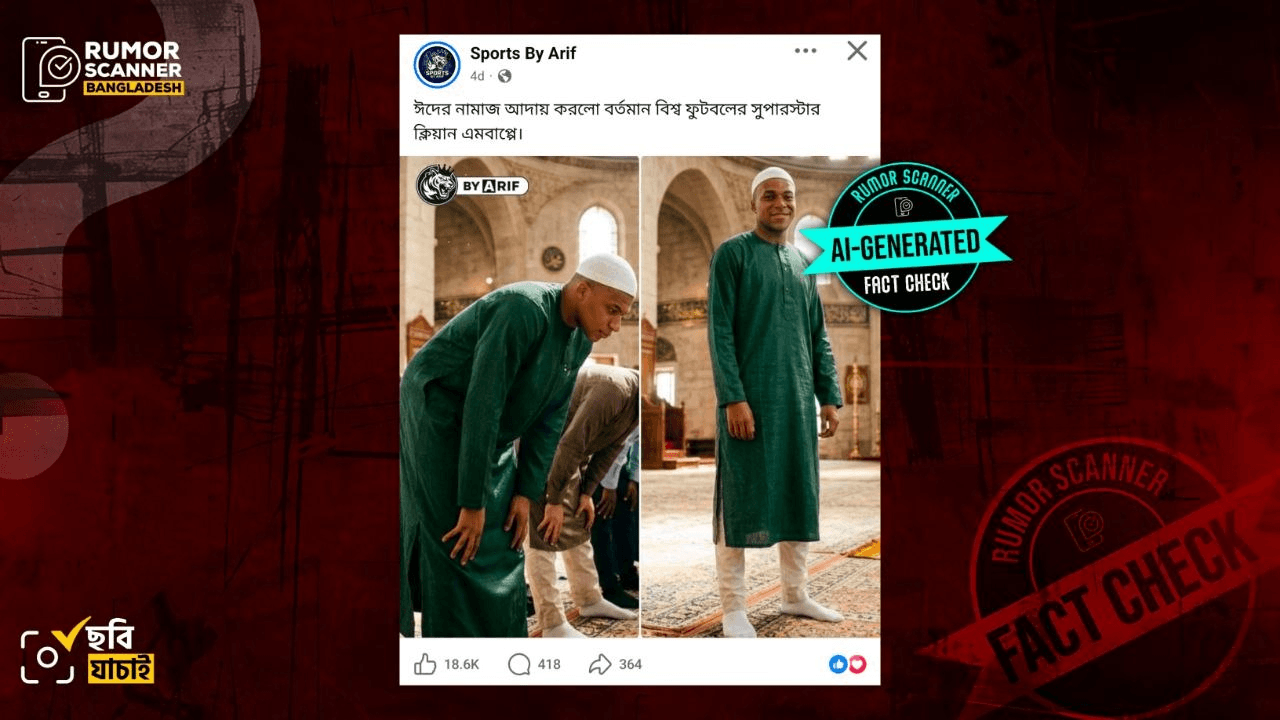 RUMOR
SCANNER
BANGLADESH
Sports By Arif
4d
ঈদের নামাজ আদায় করলো বর্তমান বিশ্ব ফুটবলের সুপারস্টার
ক্লিয়ান এমবাপ্পে।
BY ARIF
RUMOR SCANNER
AI-GENERATED
FACT CHECK
18.6K
418
364
ছবি
যাচাই
RUMOR SCANNER
FACT CHECK